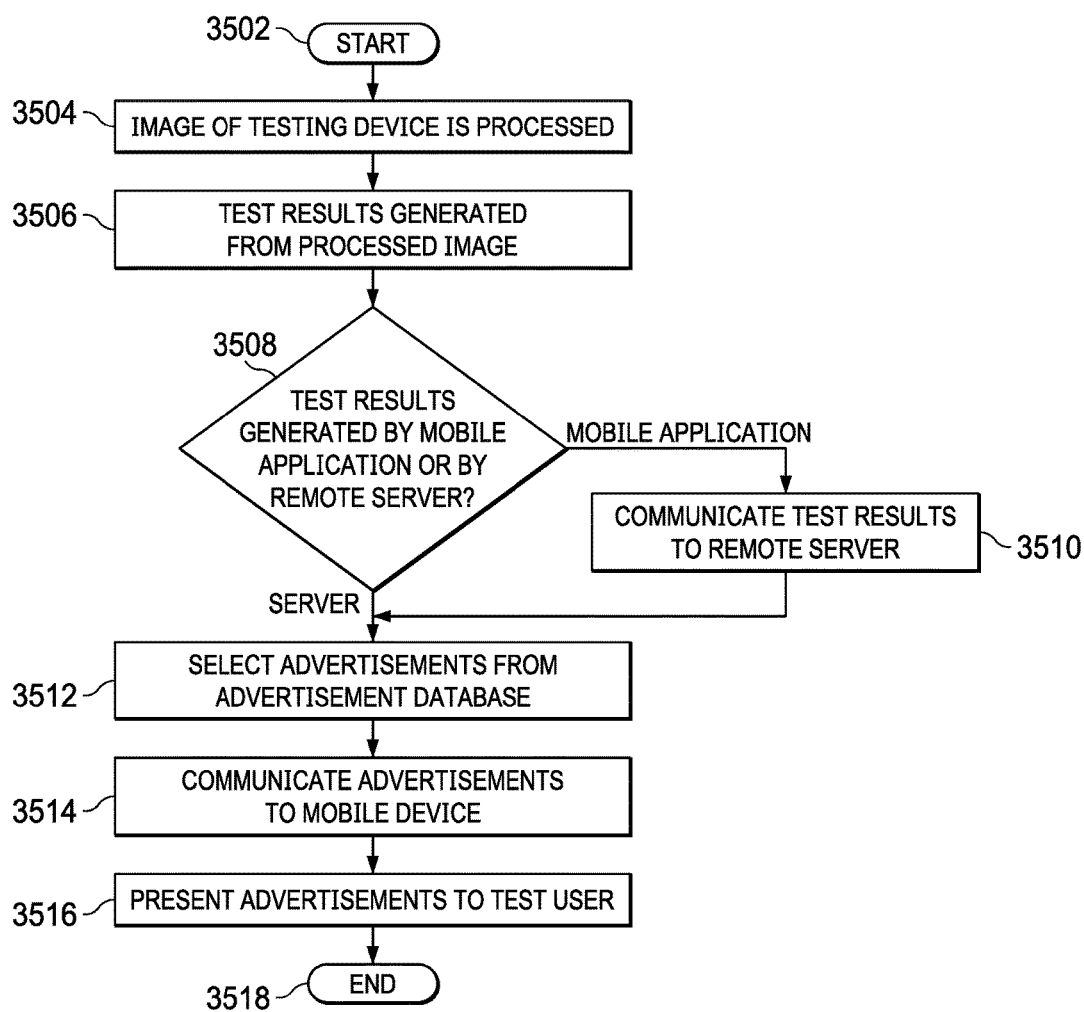 3502
START
3504
IMAGE OF TESTING DEVICE IS PROCESSED
3506
TEST RESULTS GENERATED
FROM PROCESSED IMAGE
3508
TEST RESULTS
GENERATED BY MOBILE
APPLICATION OR BY
REMOTE SERVER?
MOBILE APPLICATION
COMMUNICATE TEST RESULTS
TO REMOTE SERVER
3510
SERVER
3512
SELECT ADVERTISEMENTS FROM
ADVERTISEMENT DATABASE
3514
COMMUNICATE ADVERTISEMENTS
TO MOBILE DEVICE
3516
PRESENT ADVERTISEMENTS TO TEST USER
3518
END